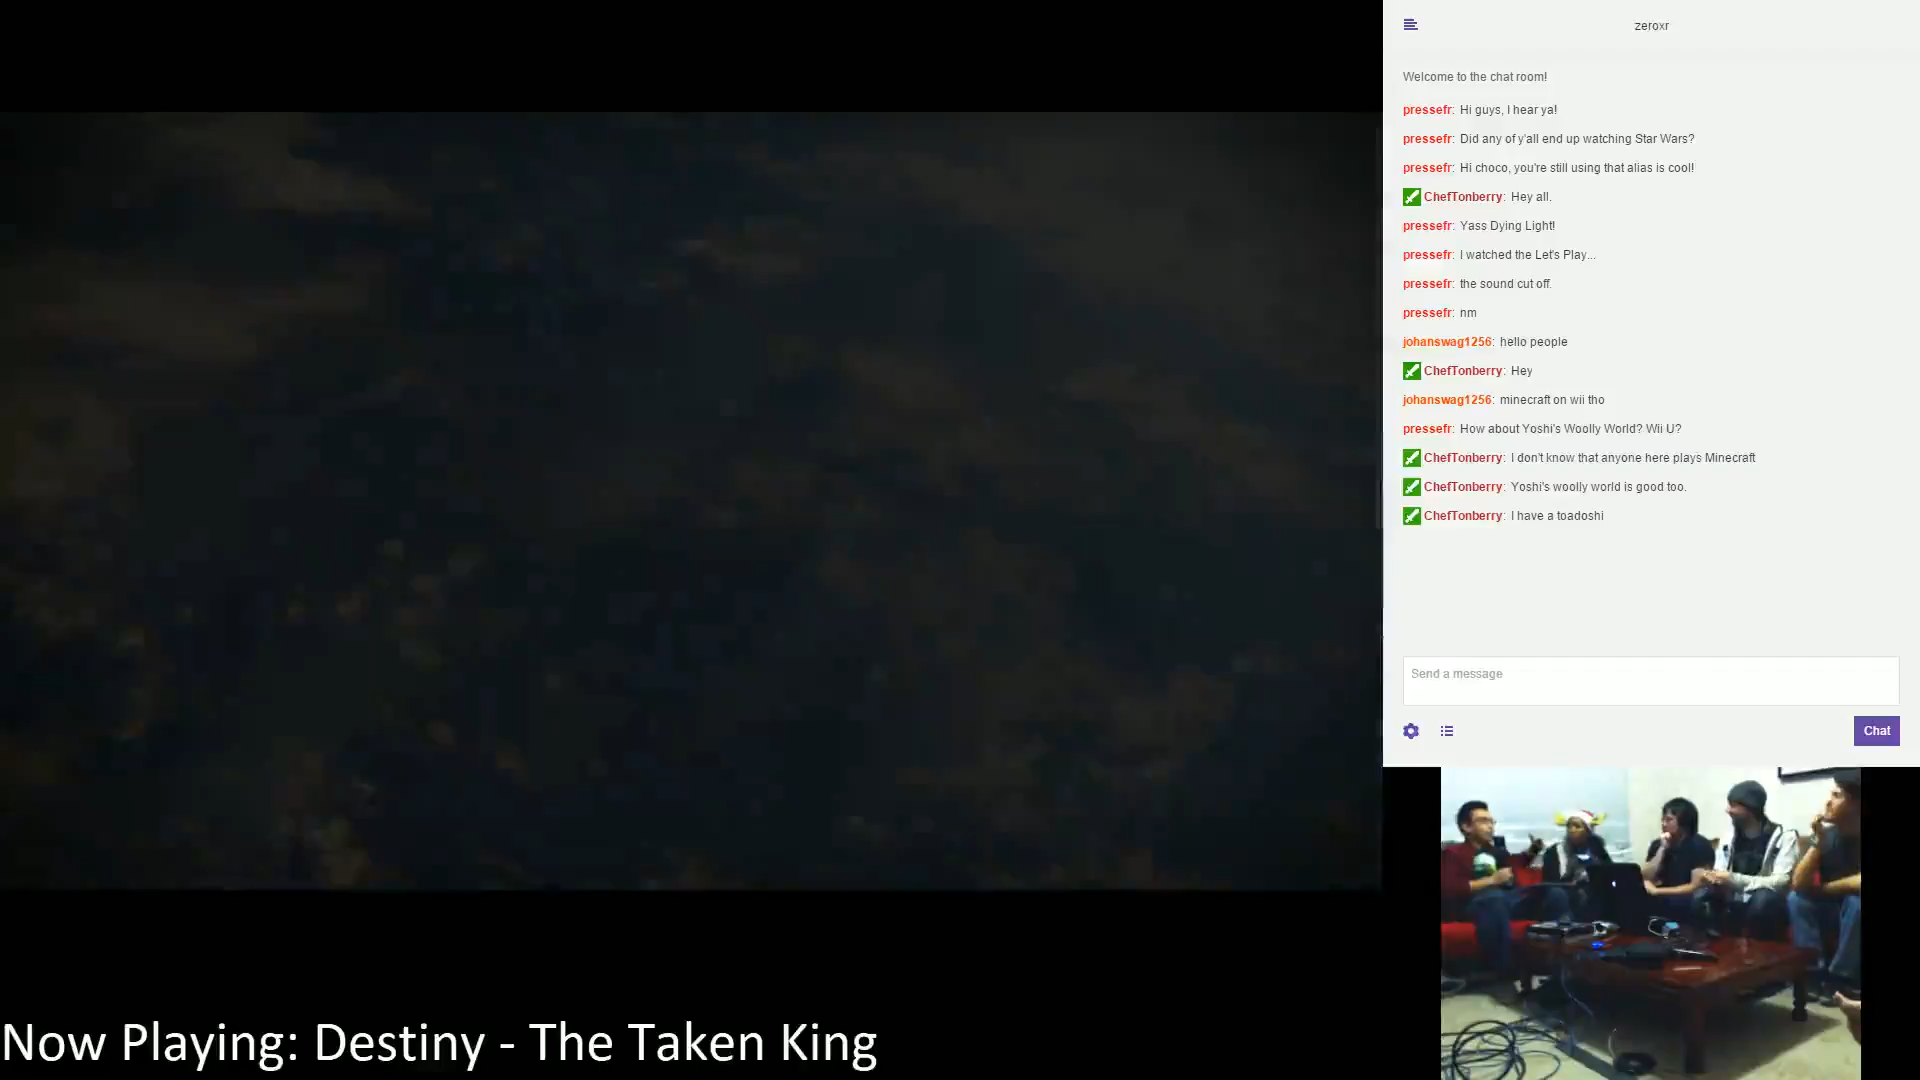 zeroxr
Welcome to the chat room!
pressefr: Hi guys, I hear ya!
pressefr: Did any of y'all end up watching Star Wars?
pressefr: Hi choco, you're still using that alias is cool!
ChefTonberry: Hey all.
pressefr: Yass Dying Light!
pressefr: I watched the Let's Play...
pressefr: the sound cut off.
pressefr: nm
johanswag1256: hello people
ChefTonberry: Hey
johanswag1256: minecraft on wii tho
pressefr: How about Yoshi's Woolly World? Wii U?
ChefTonberry: I don't know that anyone here plays Minecraft
ChefTonberry: Yoshi's woolly world is good too.
ChefTonberry: I have a toadoshi
Send a message
Chat
Now Playing: Destiny - The Taken King